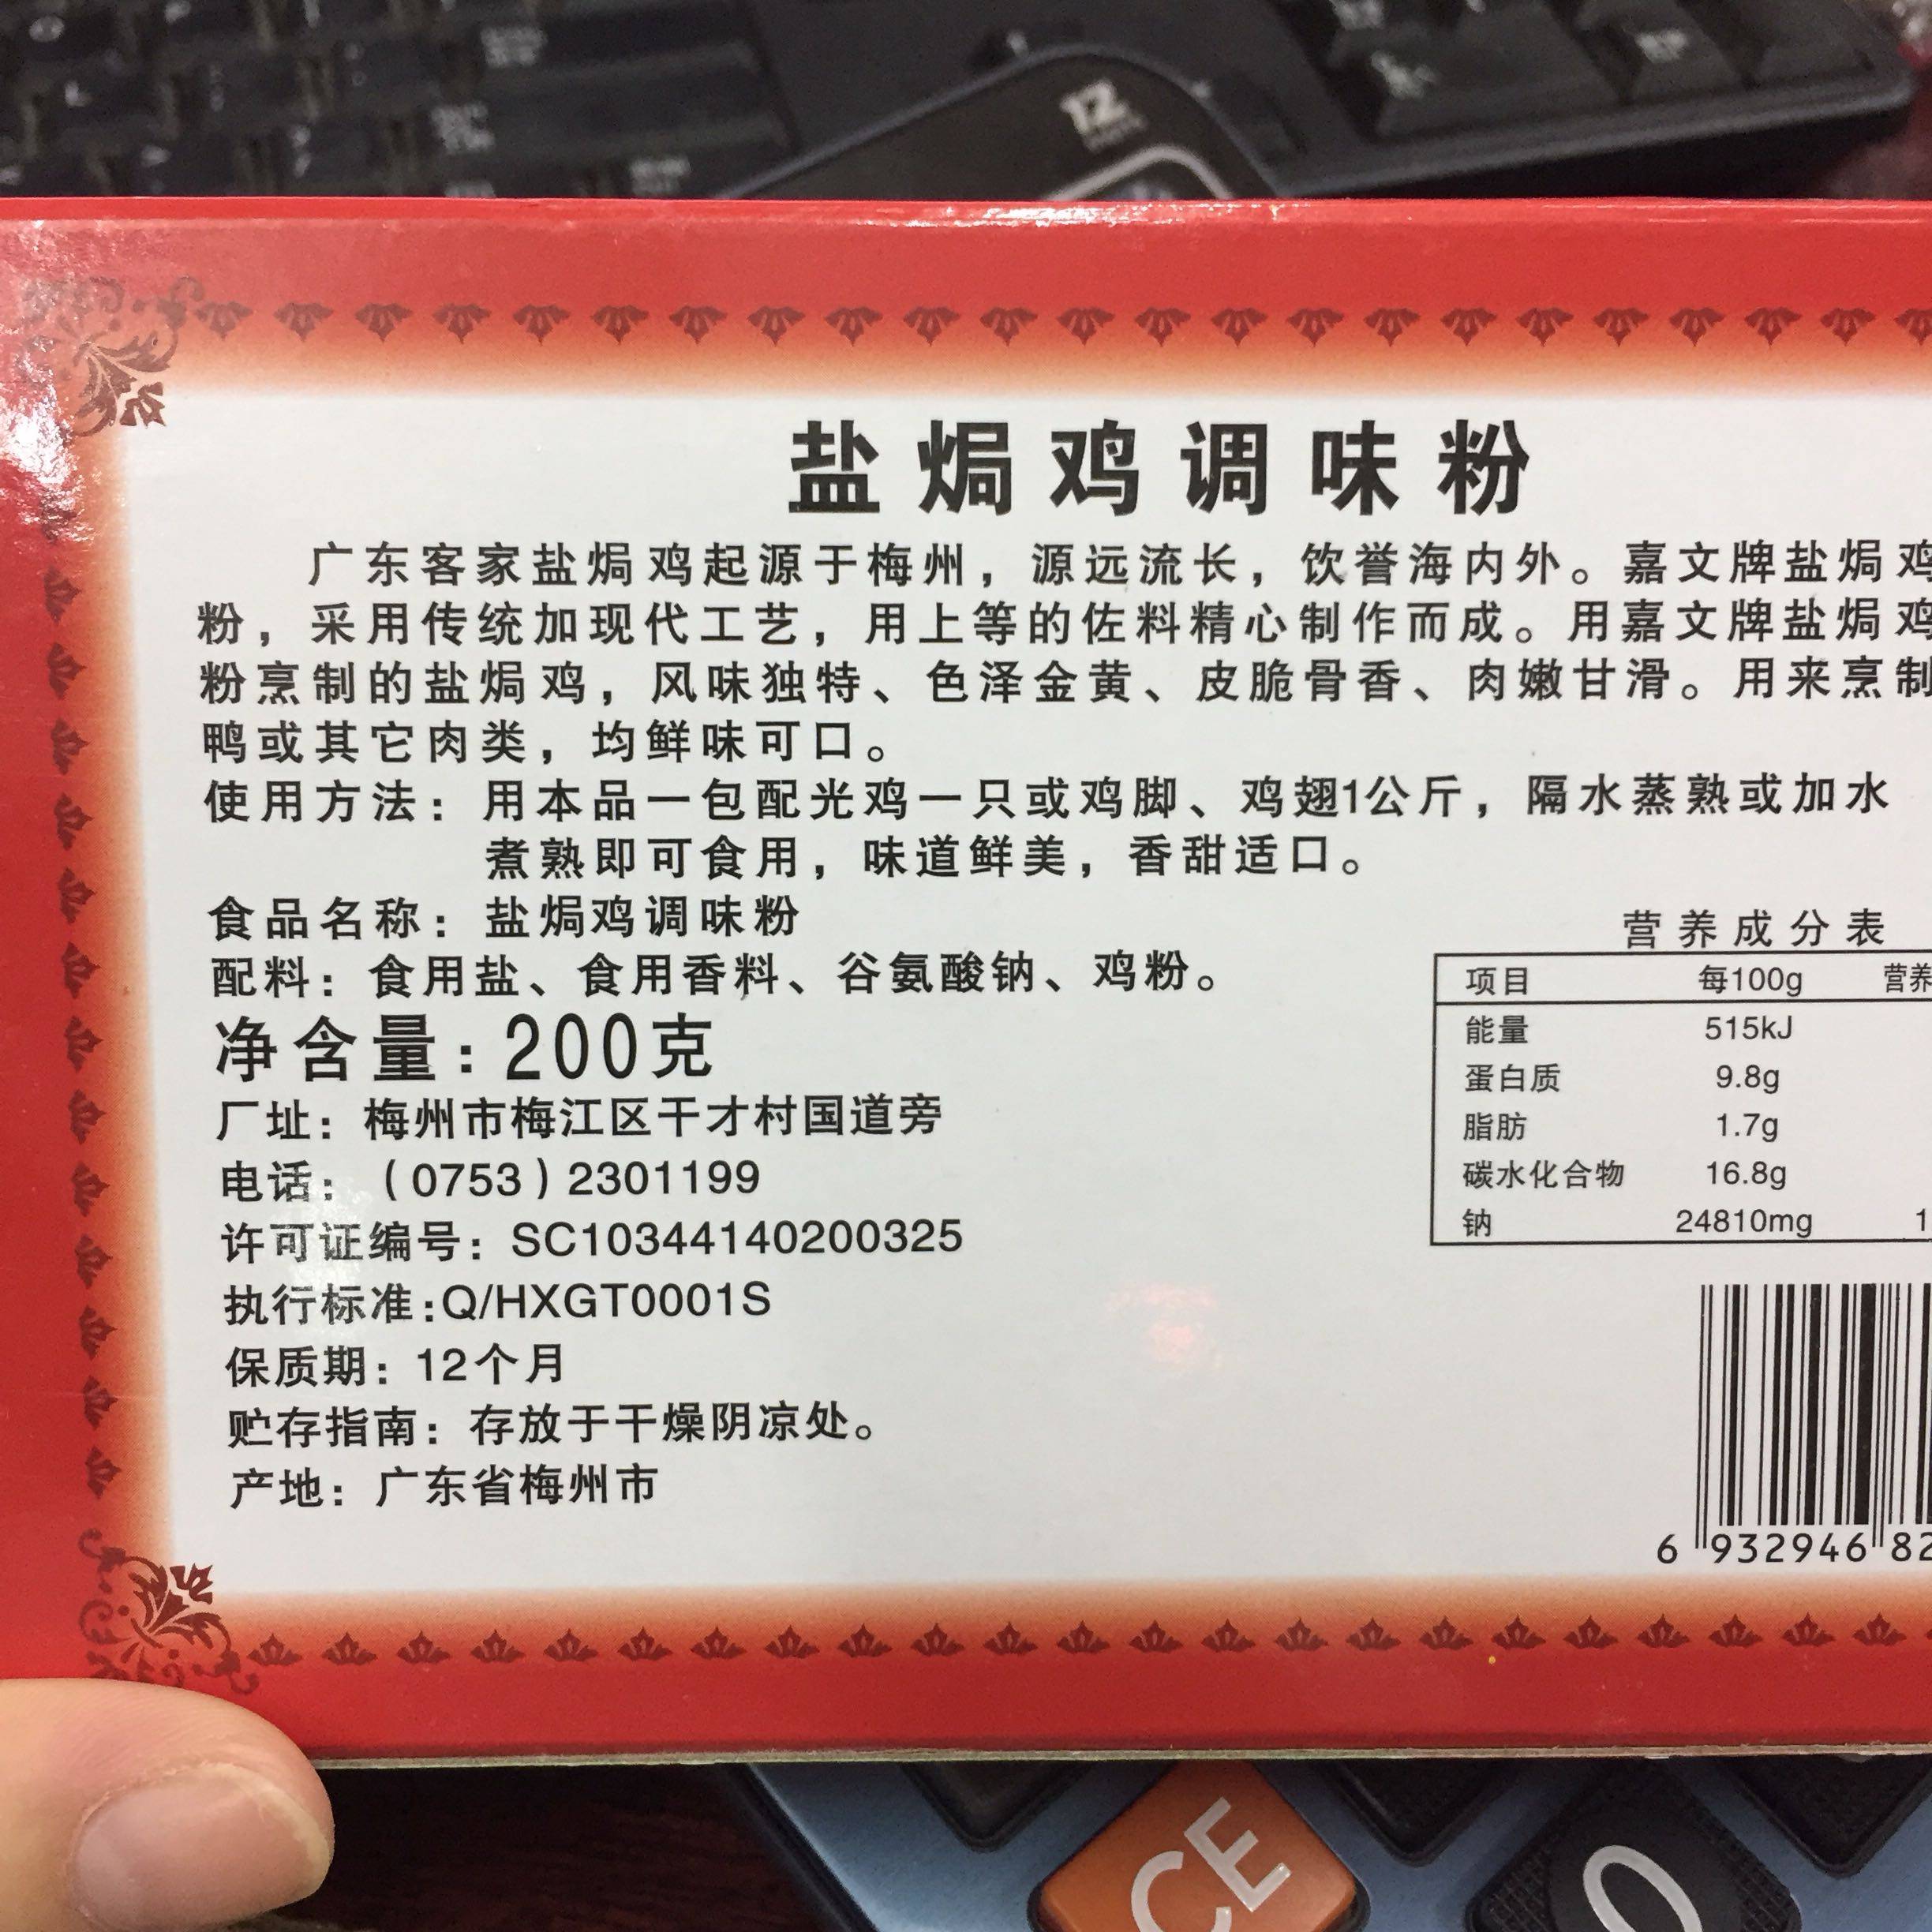 12
盐焗鸡调味粉
广东客家盐焗鸡起源于梅州，源远流长，饮誉海内外。嘉文牌盐焗鸡
粉，采用传统加现代工艺，用上等的佐料精心制作而成。用嘉文牌盐焗鸡
粉烹制的盐焗鸡，风味独特、色泽金黄、皮脆骨香、肉嫩甘滑。用来烹制
鸭或其它肉类，均鲜味可口。
使用方法：用本品一包配光鸡一只或鸡脚、鸡翅1公斤，隔水蒸熟或加水
煮熟即可食用，味道鲜美，香甜适口。
食品名称：盐焗鸡调味粉
配料：食用盐、食用香料、谷氨酸钠、鸡粉。
净含量：200克
厂址：梅州市梅江区干才村国道旁
电话：（0753）2301199
许可证编号：SC10344140200325
执行标准:Q/HXGT0001S
保质期：12个月
贮存指南：存放于干燥阴凉处。
产地：广东省梅州市
营养成分表
项目 每100g 营养
能量 515kJ
蛋白质 9.8g
脂肪 1.7g
碳水化合物 16.8g
钠 24810mg 1
6 932946 82
CE
0